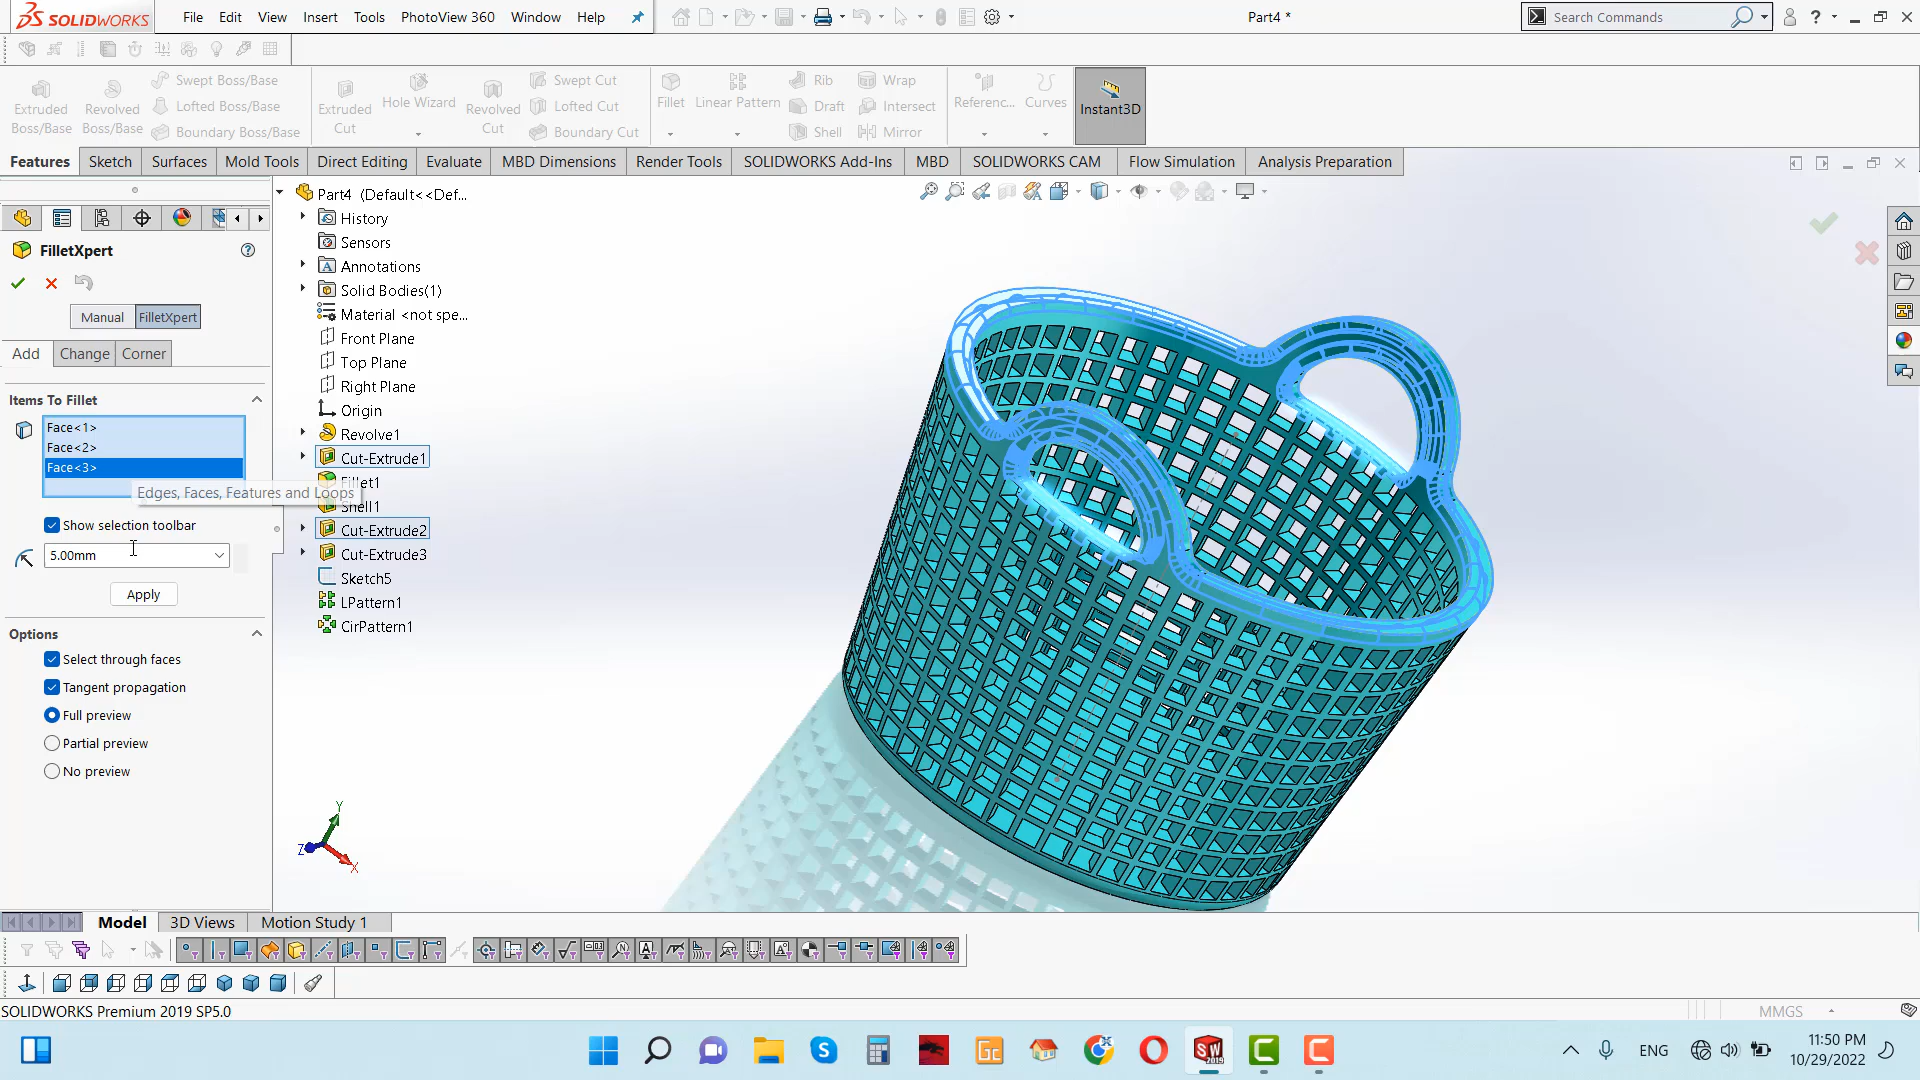 SOLIDWORKS
File Edit View Insert Tools PhotoView 360 Window Help
Part4 *
Search Commands
Extruded Boss/Base
Revolved Boss/Base
Swept Boss/Base
Lofted Boss/Base
Boundary Boss/Base
Extruded Cut
Hole Wizard
Revolved Cut
Swept Cut
Lofted Cut
Boundary Cut
Fillet
Linear Pattern
Rib
Draft
Shell
Wrap
Intersect
Mirror
Referenc...
Curves
Instant3D
Features Sketch Surfaces Mold Tools Direct Editing Evaluate MBD Dimensions Render Tools SOLIDWORKS Add-Ins MBD SOLIDWORKS CAM Flow Simulation Analysis Preparation
FilletXpert
Manual FilletXpert
Add Change Corner
Items To Fillet
Face<1>
Face<2>
Face<3>
Edges, Faces, Features and Loops
Show selection toolbar
5.00mm
Apply
Options
Select through faces
Tangent propagation
Full preview
Partial preview
No preview
Part4 (Default<<Def...
History
Sensors
Annotations
Solid Bodies(1)
Material <not spe...
Front Plane
Top Plane
Right Plane
Origin
Revolve1
Cut-Extrude1
Fillet1
Shell1
Cut-Extrude2
Cut-Extrude3
Sketch5
LPattern1
CirPattern1
Y
Z
X
Model 3D Views Motion Study 1
SOLIDWORKS Premium 2019 SP5.0
MMGS
ENG
11:50 PM
10/29/2022